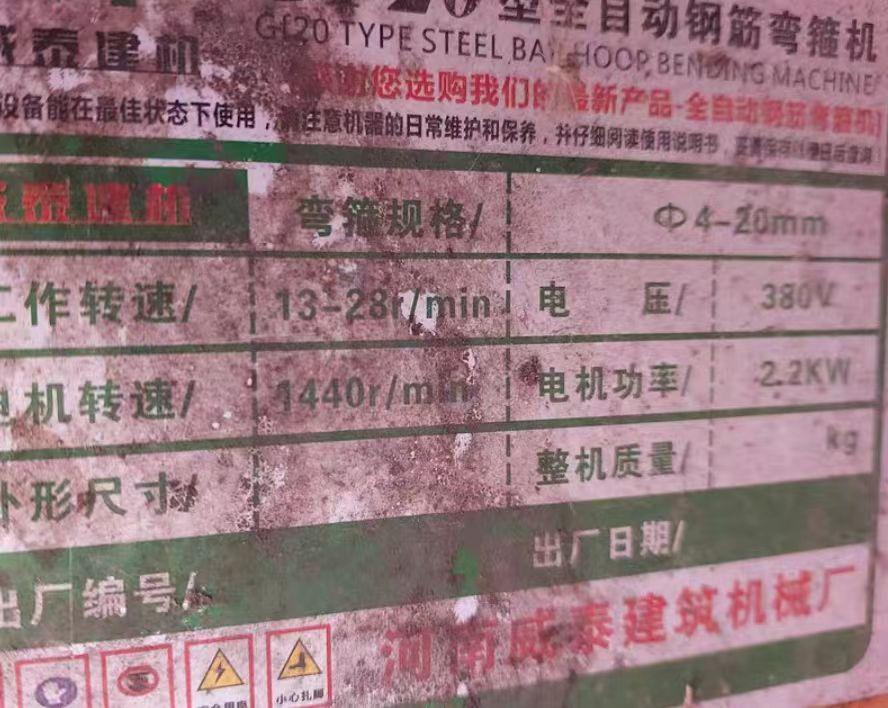 20型全自动钢筋弯箍机
威泰建机
Gf20 TYPE STEEL BAR HOOP BENDING MACHINE
您选购我们的最新产品-全自动钢筋弯箍机
设备能在最佳状态下使用,请注意机器的日常维护和保养,并仔细阅读使用说明书,
威泰建机
弯箍规格/ Φ4-20mm
工作转速/ 13-28r/min 电 压/ 380V
电机转速/ 1440r/min 电机功率/ 2.2KW
外形尺寸/ 整机质量/ kg
出厂编号/ 出厂日期/
河南威泰建筑机械厂
小心扎脚